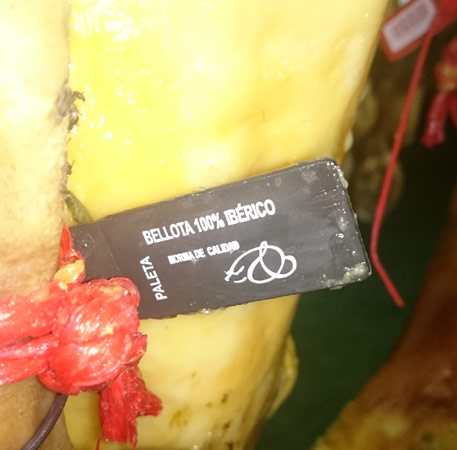 BELLOTA 100% IBÉRICO
NORMA DE CALIDAD
PALETA